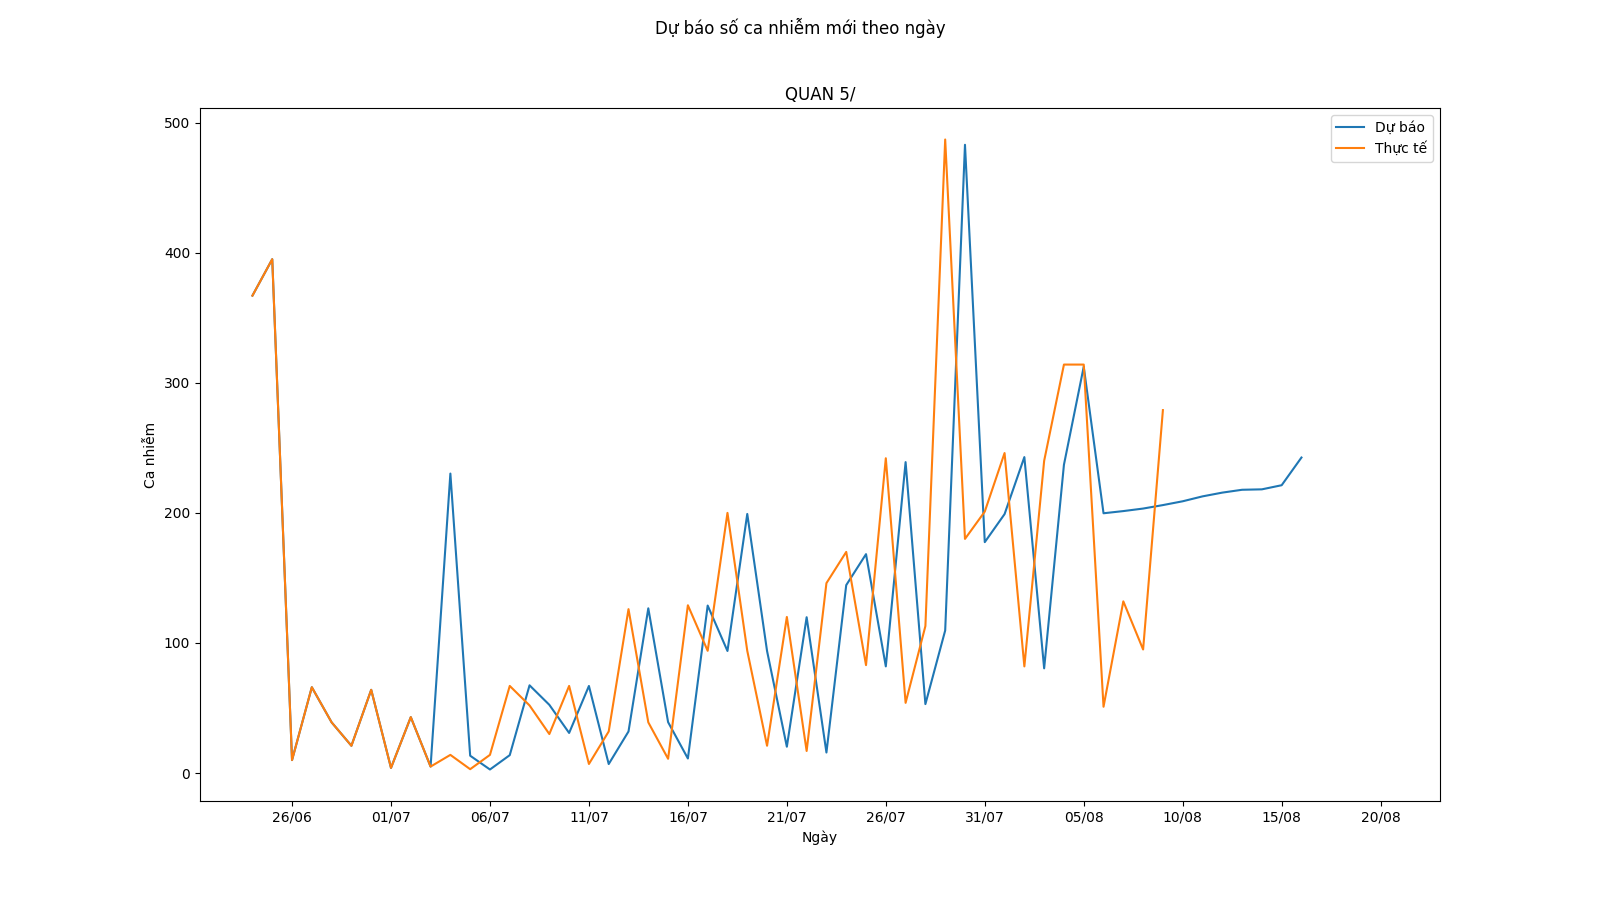 Dự báo số ca nhiễm mới theo ngày
QUAN 5/
Dự báo
Thực tế
500
400
300
200
100
0
Ca nhiễm
26/06 01/07 06/07 11/07 16/07 21/07 26/07 31/07 05/08 10/08 15/08 20/08
Ngày